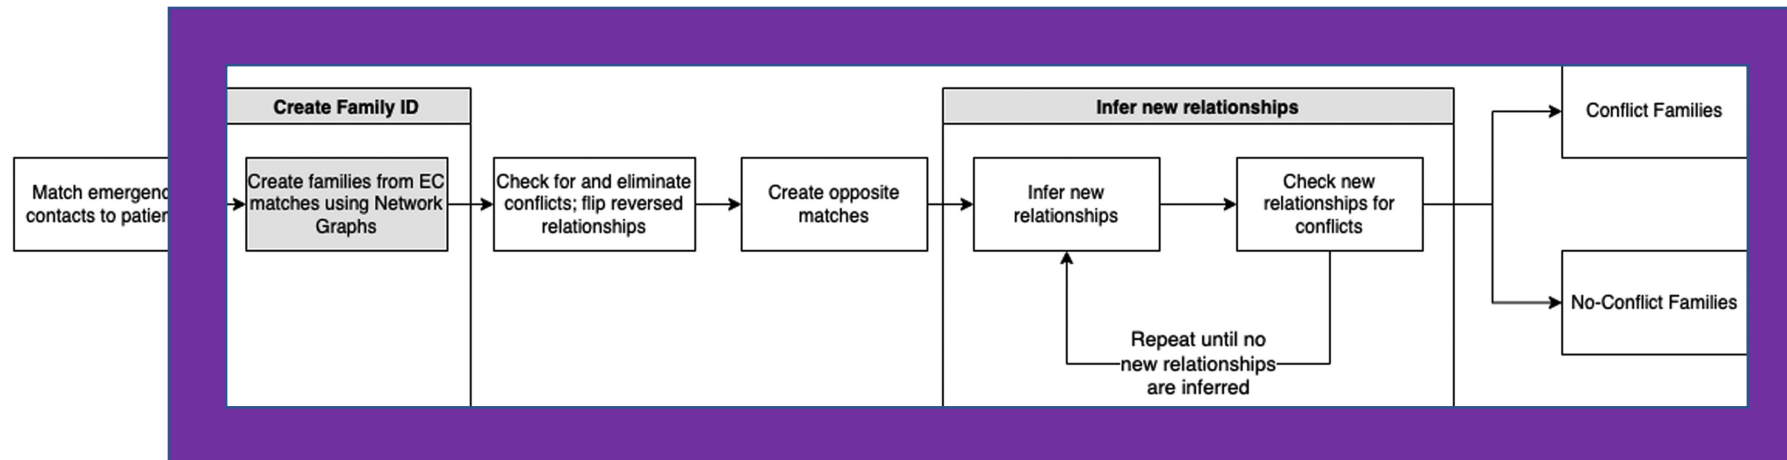 Create Family ID
Infer new relationships
Conflict Families
Match
contacts to
Create families from EC
matches using Network
Graphs
Check for and eliminate
conflicts; flip reversed
relationships
Create opposite
matches
Infer new
relationships
Check new
relationships for
conflicts
No-Conflict Families
Repeat until no
new relationships
are inferred